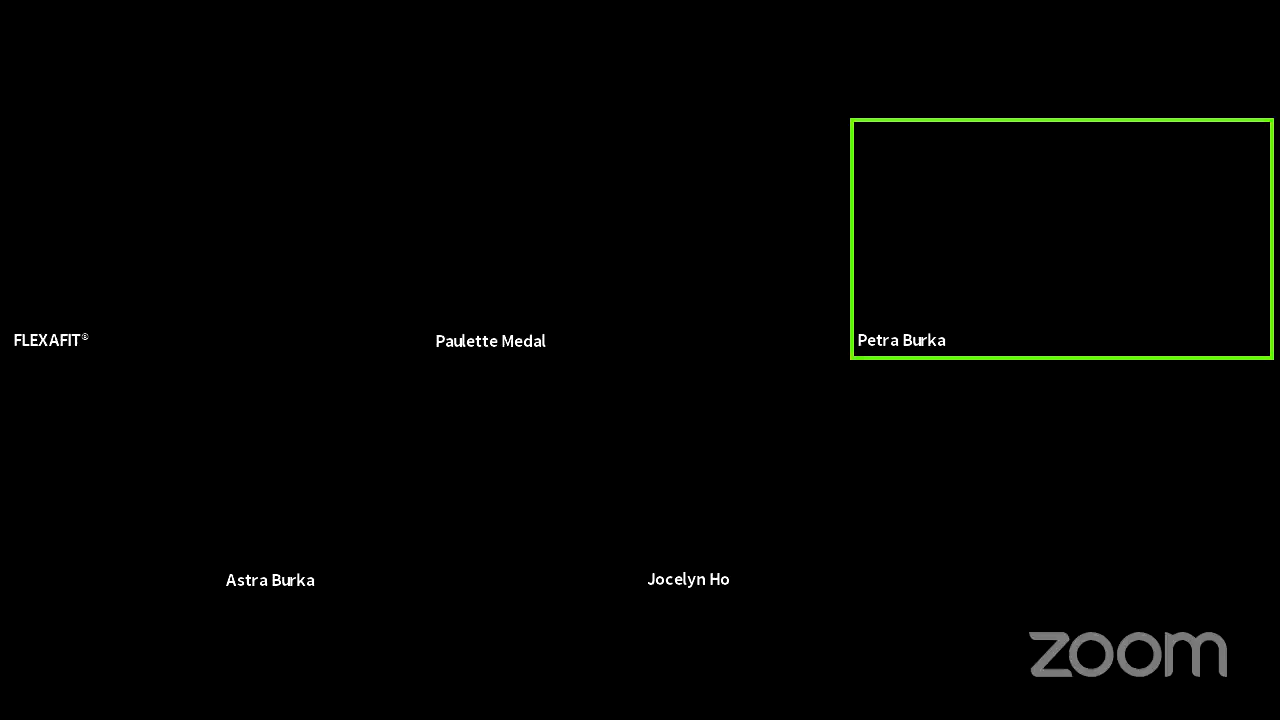 FLEXAFIT®
Paulette Medal
Petra Burka
Astra Burka
Jocelyn Ho
zoom